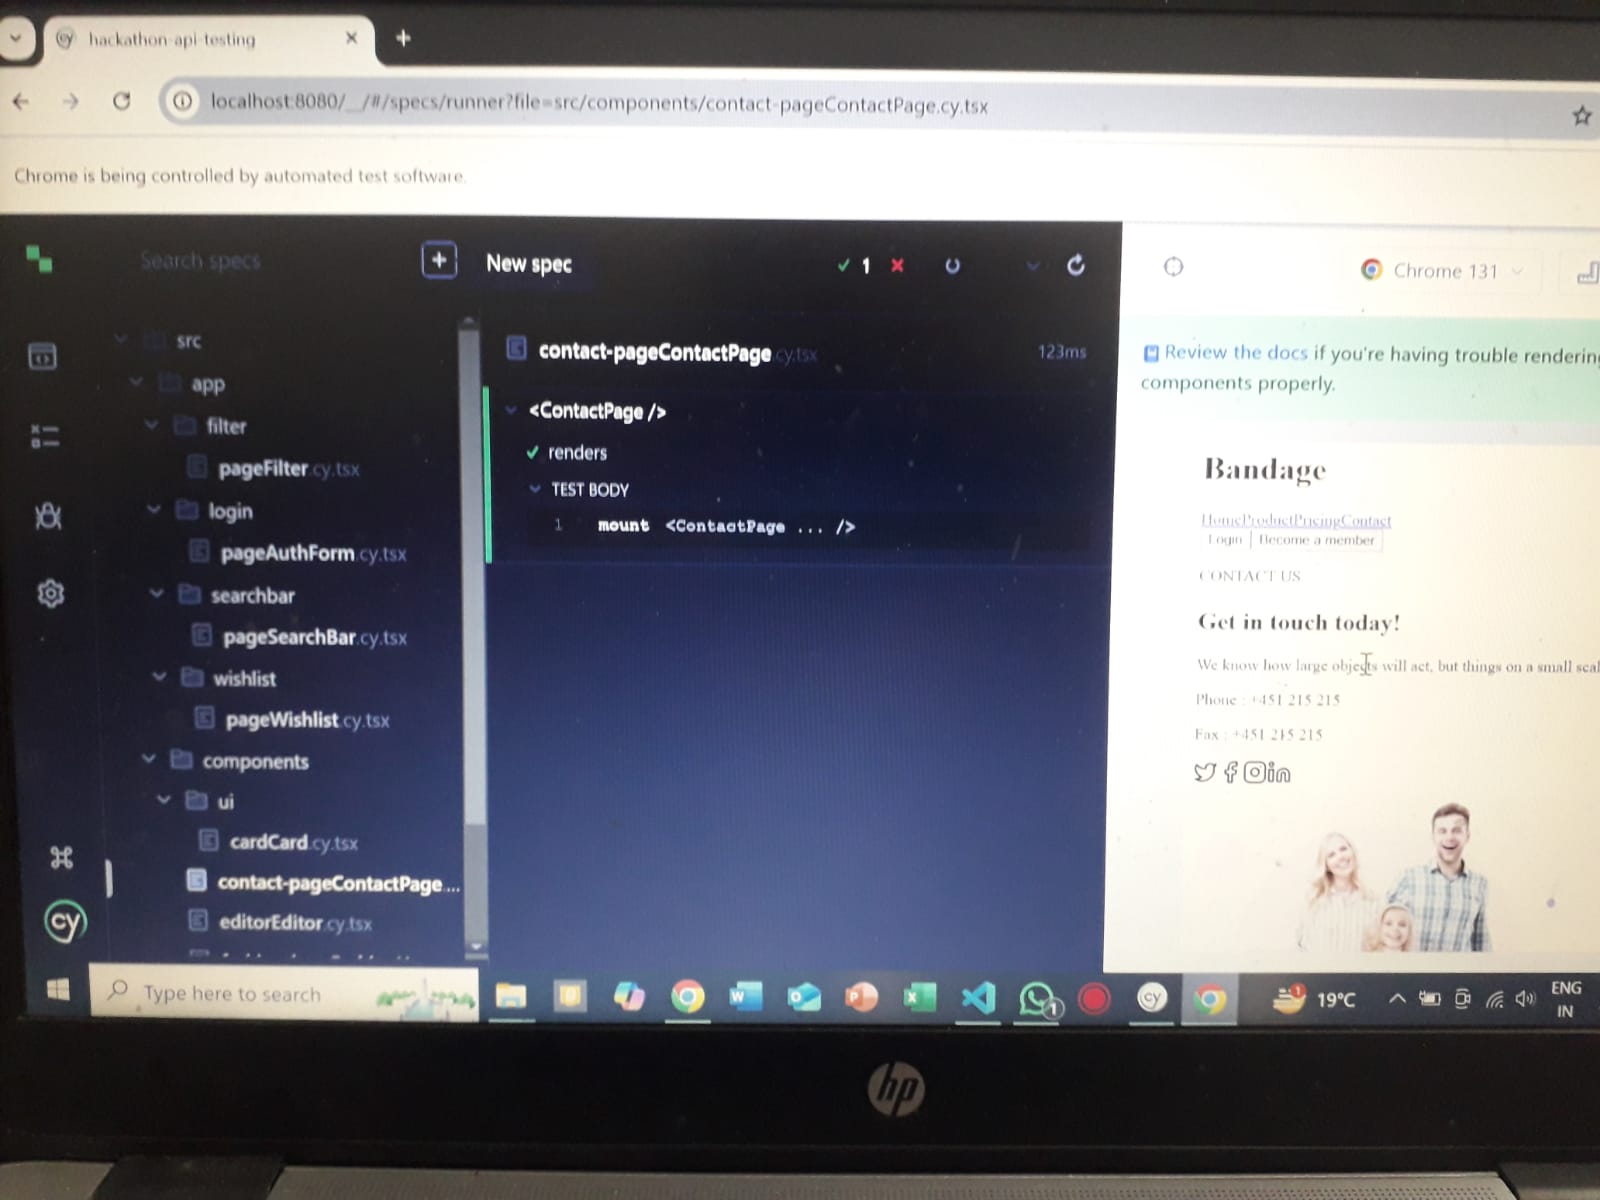 hackathon-api-testing
localhost:8080/__/#/specs/runner?file=src/components/contact-pageContactPage.cy.tsx
Chrome is being controlled by automated test software.
Search specs
New spec
1
Chrome 131
src
app
filter
pageFilter.cy.tsx
login
pageAuthForm.cy.tsx
searchbar
pageSearchBar.cy.tsx
wishlist
pageWishlist.cy.tsx
components
ui
cardCard.cy.tsx
contact-pageContactPage....
editorEditor.cy.tsx
cy
contact-pageContactPage.cy.tsx
123ms
<ContactPage />
renders
TEST BODY
1 mount <ContactPage ... />
Review the docs if you're having trouble rendering
components properly.
Bandage
HomeProductPricingContact
Login Become a member
CONTACT US
Get in touch today!
We know how large objects will act, but things on a small scal
Phone : +451 215 215
Fax : +451 215 215
Type here to search
cy
1
1
19°C
ENG
IN
hp